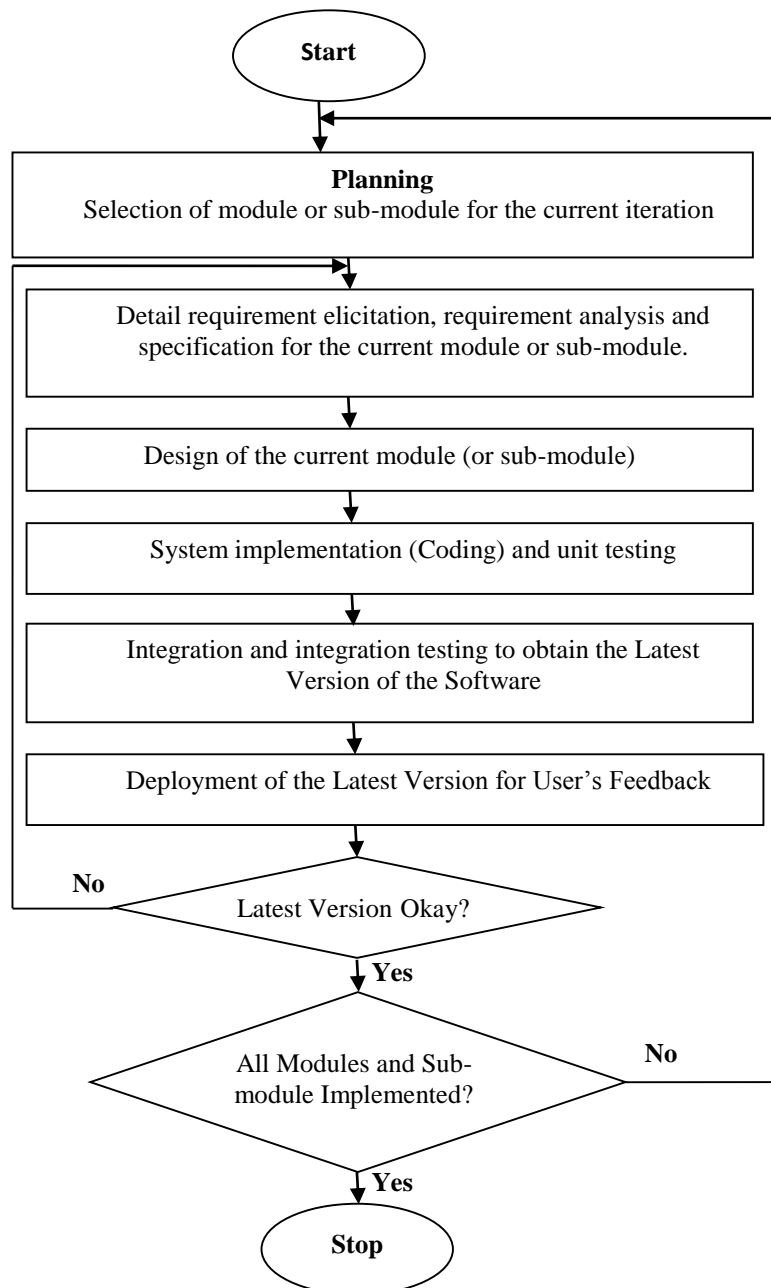 Start
Planning
Selection of module or sub-module for the current iteration
Detail requirement elicitation, requirement analysis and
specification for the current module or sub-module.
Design of the current module (or sub-module)
System implementation (Coding) and unit testing
Integration and integration testing to obtain the Latest
Version of the Software
Deployment of the Latest Version for User’s Feedback
No
Latest Version Okay?
Yes
All Modules and Sub-
module Implemented?
No
Yes
Stop